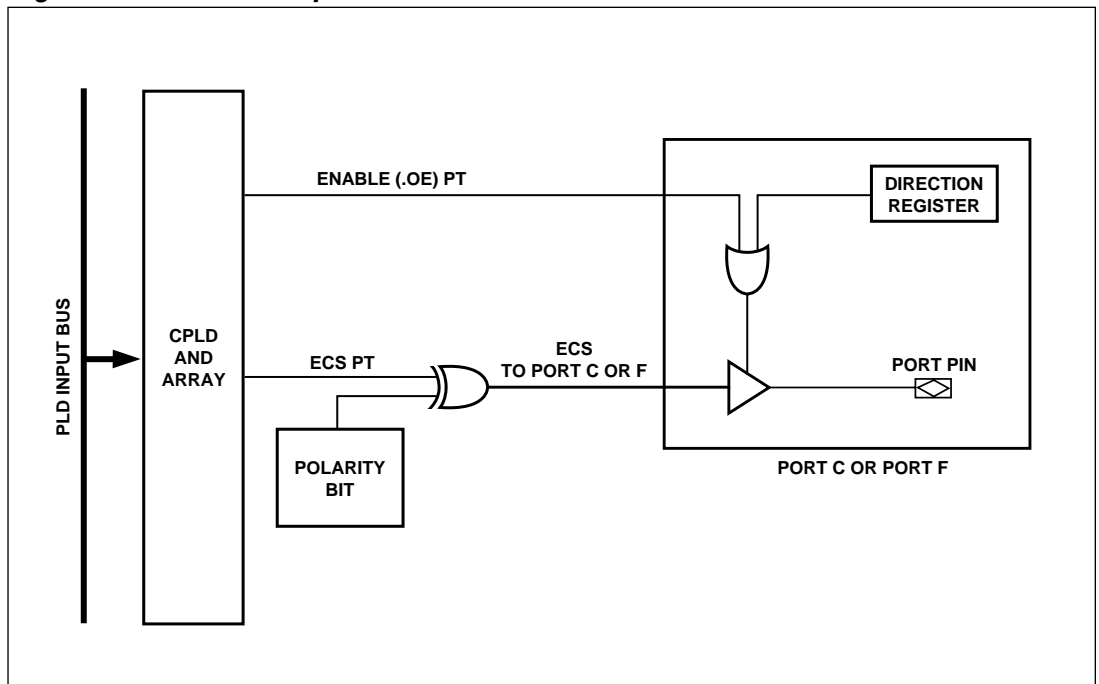 ENABLE (.OE) PT
DIRECTION
REGISTER
PLD INPUT BUS
CPLD
AND
ARRAY
ECS PT
ECS
TO PORT C OR F
PORT PIN
POLARITY
BIT
PORT C OR PORT F